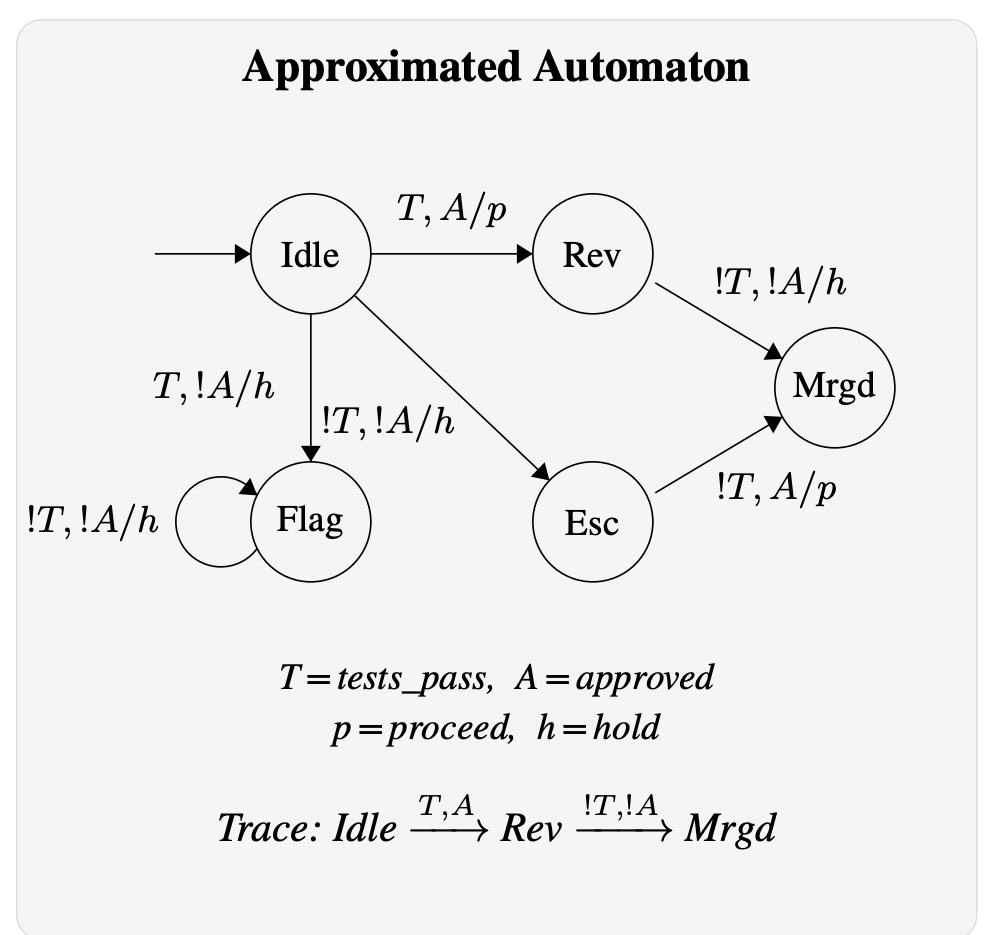 Approximated Automaton
T, A/p
Idle
Rev
!T, !A/h
Mrgd
T, !A/h
!T, !A/h
!T, A/p
!T, !A/h
Flag
Esc
T = tests_pass, A = approved
p = proceed, h = hold
T,A !T,!A
Trace: Idle → Rev → Mrgd